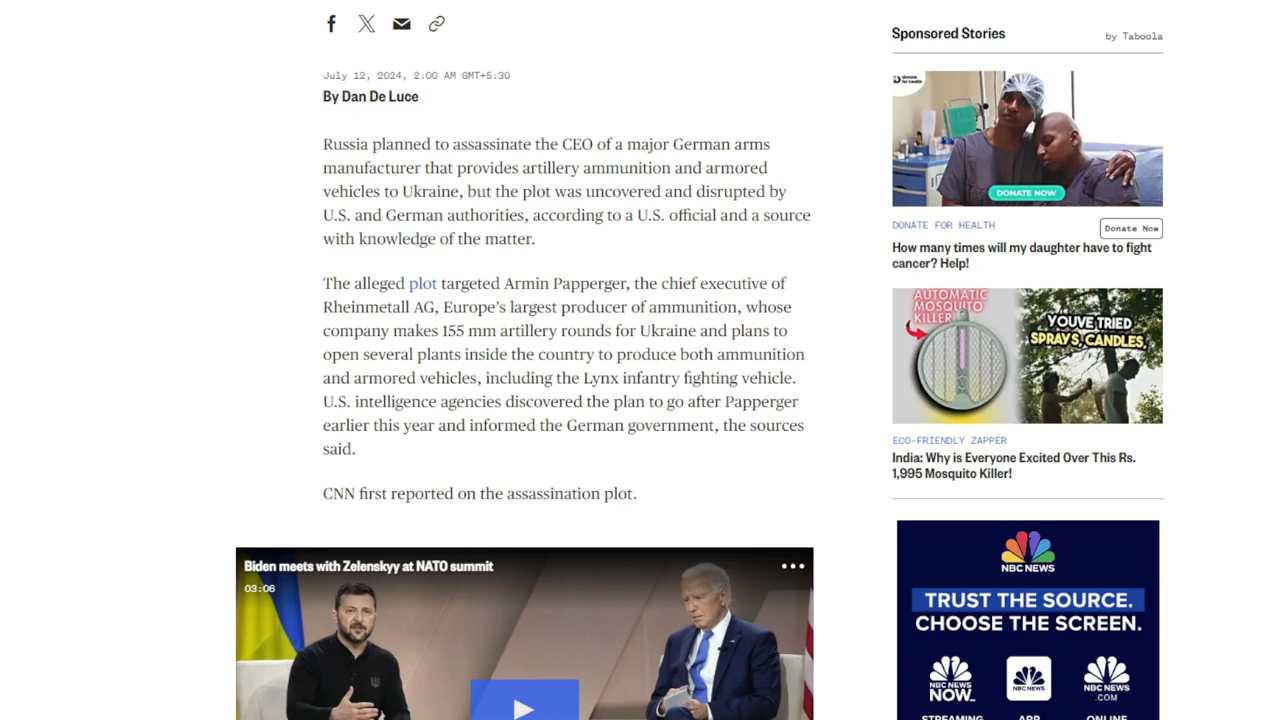 July 12, 2024, 2:00 AM GMT+5:30
By Dan De Luce
Russia planned to assassinate the CEO of a major German arms
manufacturer that provides artillery ammunition and armored
vehicles to Ukraine, but the plot was uncovered and disrupted by
U.S. and German authorities, according to a U.S. official and a source
with knowledge of the matter.
The alleged plot targeted Armin Papperger, the chief executive of
Rheinmetall AG, Europe's largest producer of ammunition, whose
company makes 155 mm artillery rounds for Ukraine and plans to
open several plants inside the country to produce both ammunition
and armored vehicles, including the Lynx infantry fighting vehicle.
U.S. intelligence agencies discovered the plan to go after Papperger
earlier this year and informed the German government, the sources
said.
CNN first reported on the assassination plot.
Biden meets with Zelenskyy at NATO summit
03:06
Sponsored Stories
by Taboola
donate
for health
DONATE NOW
DONATE FOR HEALTH
Donate Now
How many times will my daughter have to fight
cancer? Help!
AUTOMATIC
MOSQUITO
KILLER
YOUVE TRIED
SPRAYS, CANDLES,
ECO-FRIENDLY ZAPPER
India: Why is Everyone Excited Over This Rs.
1,995 Mosquito Killer!
NBC NEWS
TRUST THE SOURCE.
CHOOSE THE SCREEN.
NBC NEWS
NOW
NBC NEWS
NBC NEWS
.COM
STREAMING
APP
ONLINE